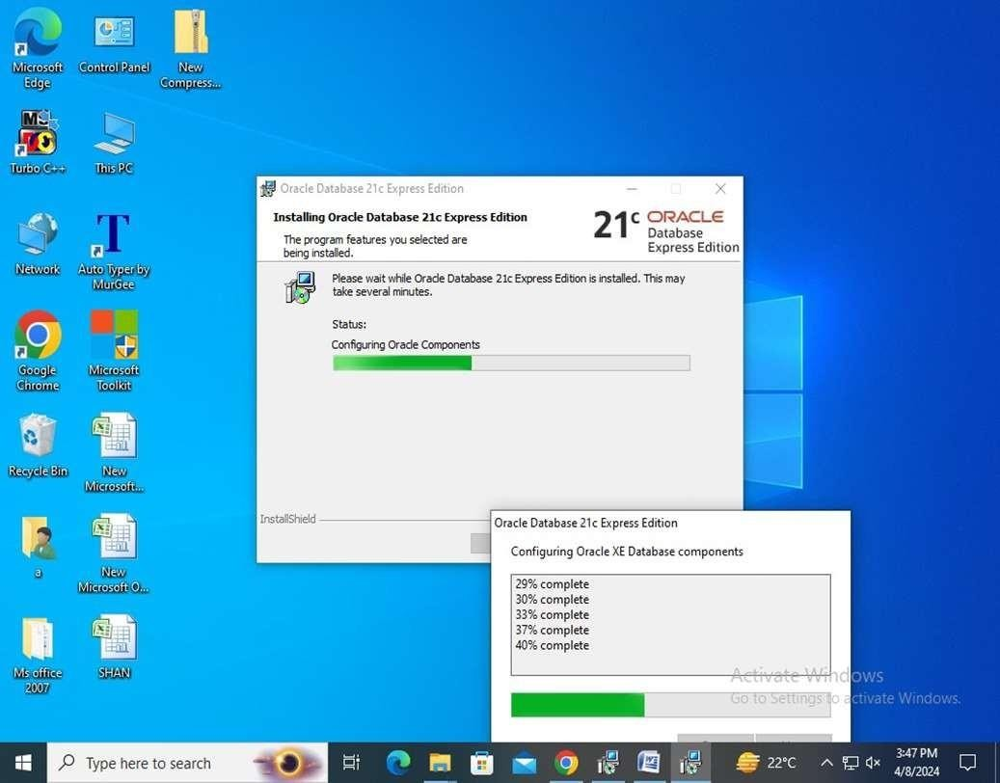 Microsoft
Edge
Control Panel
New
Compress...
Turbo C++
This PC
Network
Auto Typer by
MurGee
Google
Chrome
Microsoft
Toolkit
Recycle Bin
New
Microsoft...
a
New
Microsoft O...
Ms office
2007
SHAN
Oracle Database 21c Express Edition
Installing Oracle Database 21c Express Edition
The program features you selected are
being installed.
21c ORACLE
Database
Express Edition
Please wait while Oracle Database 21c Express Edition is installed. This may
take several minutes.
Status:
Configuring Oracle Components
InstallShield
Oracle Database 21c Express Edition
Configuring Oracle XE Database components
29% complete
30% complete
33% complete
37% complete
40% complete
Activate Windows
Go to Settings to activate Windows.
Type here to search
22°C
3:47 PM
4/8/2024